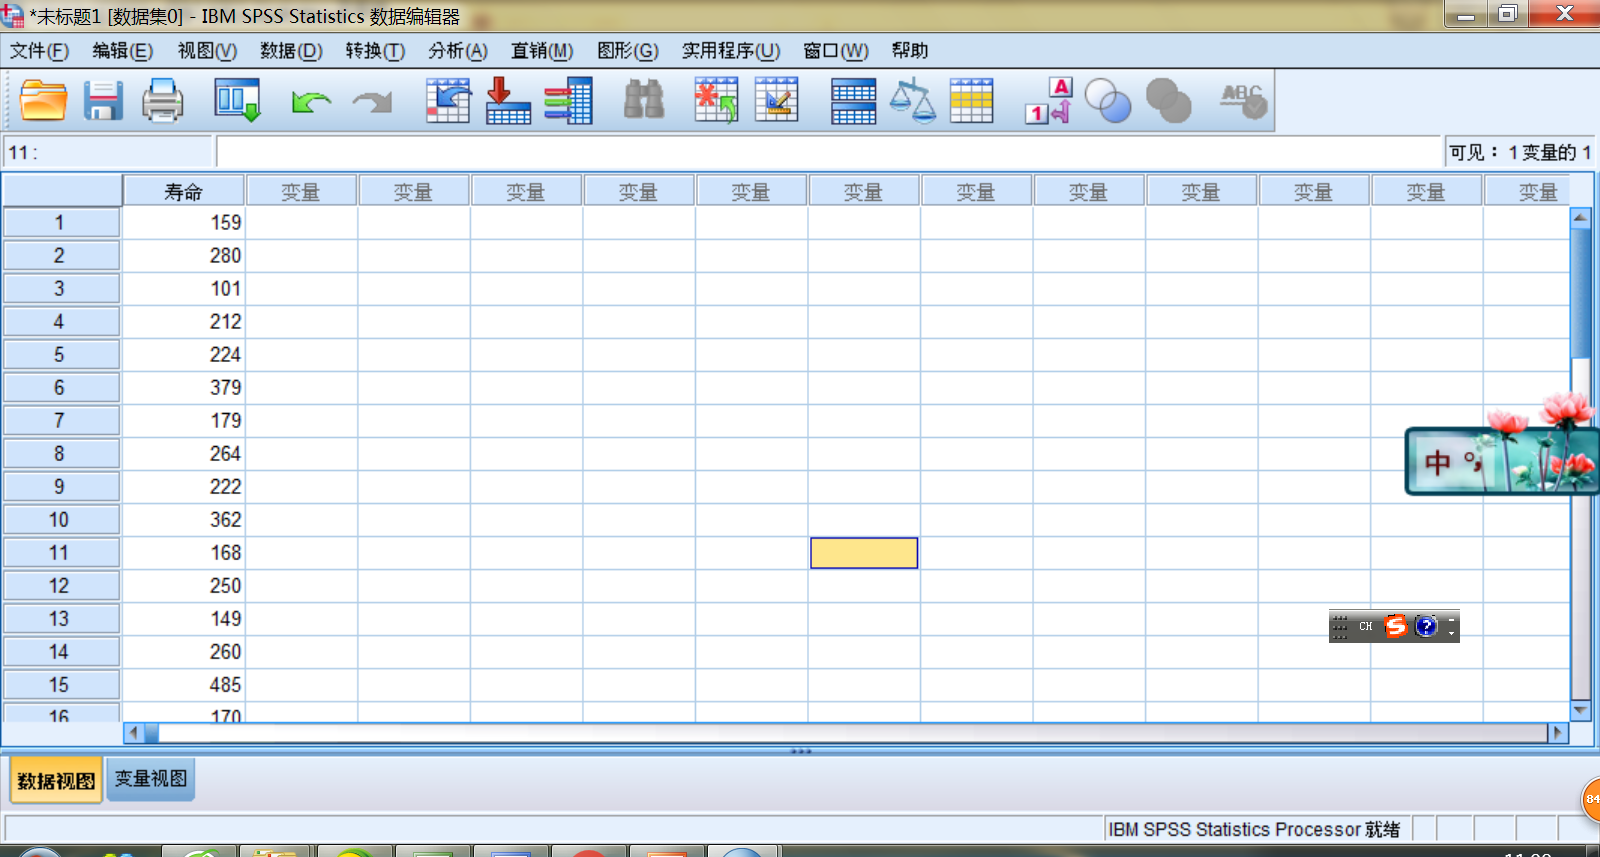 *未标题1 [数据集0] - IBM SPSS Statistics 数据编辑器
文件(F) 编辑(E) 视图(V) 数据(D) 转换(T) 分析(A) 直销(M) 图形(G) 实用程序(U) 窗口(W) 帮助
A
1
ABC
11 :
可见： 1 变量的 1
寿命 变量 变量 变量 变量 变量 变量 变量 变量 变量 变量 变量 变量
1 159
2 280
3 101
4 212
5 224
6 379
7 179
8 264
9 222
10 362
11 168
12 250
13 149
14 260
15 485
16 170
中 °,
CH S ?
数据视图 变量视图
84
IBM SPSS Statistics Processor 就绪